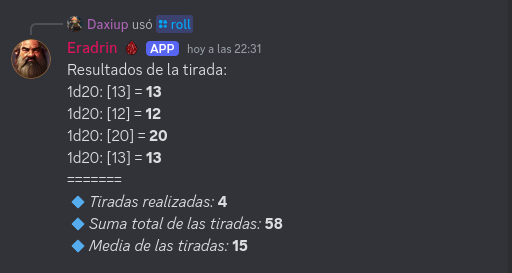 Daxiup usó roll
Eradrin APP hoy a las 22:31
Resultados de la tirada:
1d20: [13] = 13
1d20: [12] = 12
1d20: [20] = 20
1d20: [13] = 13
=======
🔷 Tiradas realizadas: 4
🔷 Suma total de las tiradas: 58
🔷 Media de las tiradas: 15